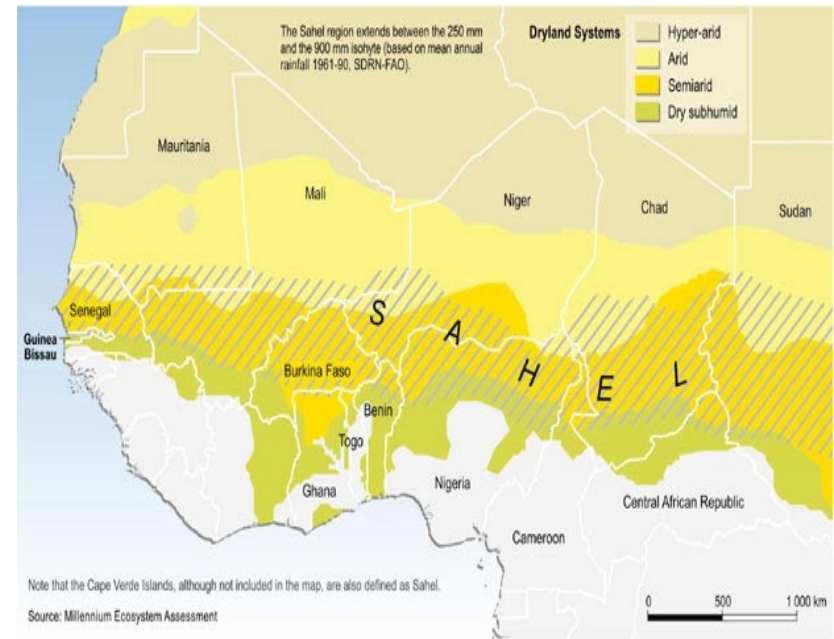 The Sahel region extends between the 250 mm
and the 900 mm isohyte (based on mean annual
rainfall 1961-90, SDRN-FAO).
Dryland Systems
Hyper-arid
Arid
Semiarid
Dry subhumid
Mauritania
Mali
Niger
Chad
Sudan
Senegal
Guinea
Bissau
S A H E L
Burkina Faso
Benin
Togo
Ghana
Nigeria
Central African Republic
Cameroon
Note that the Cape Verde Islands, although not included in the map, are also defined as Sahel.
Source: Millennium Ecosystem Assessment
0 500 1 000 km